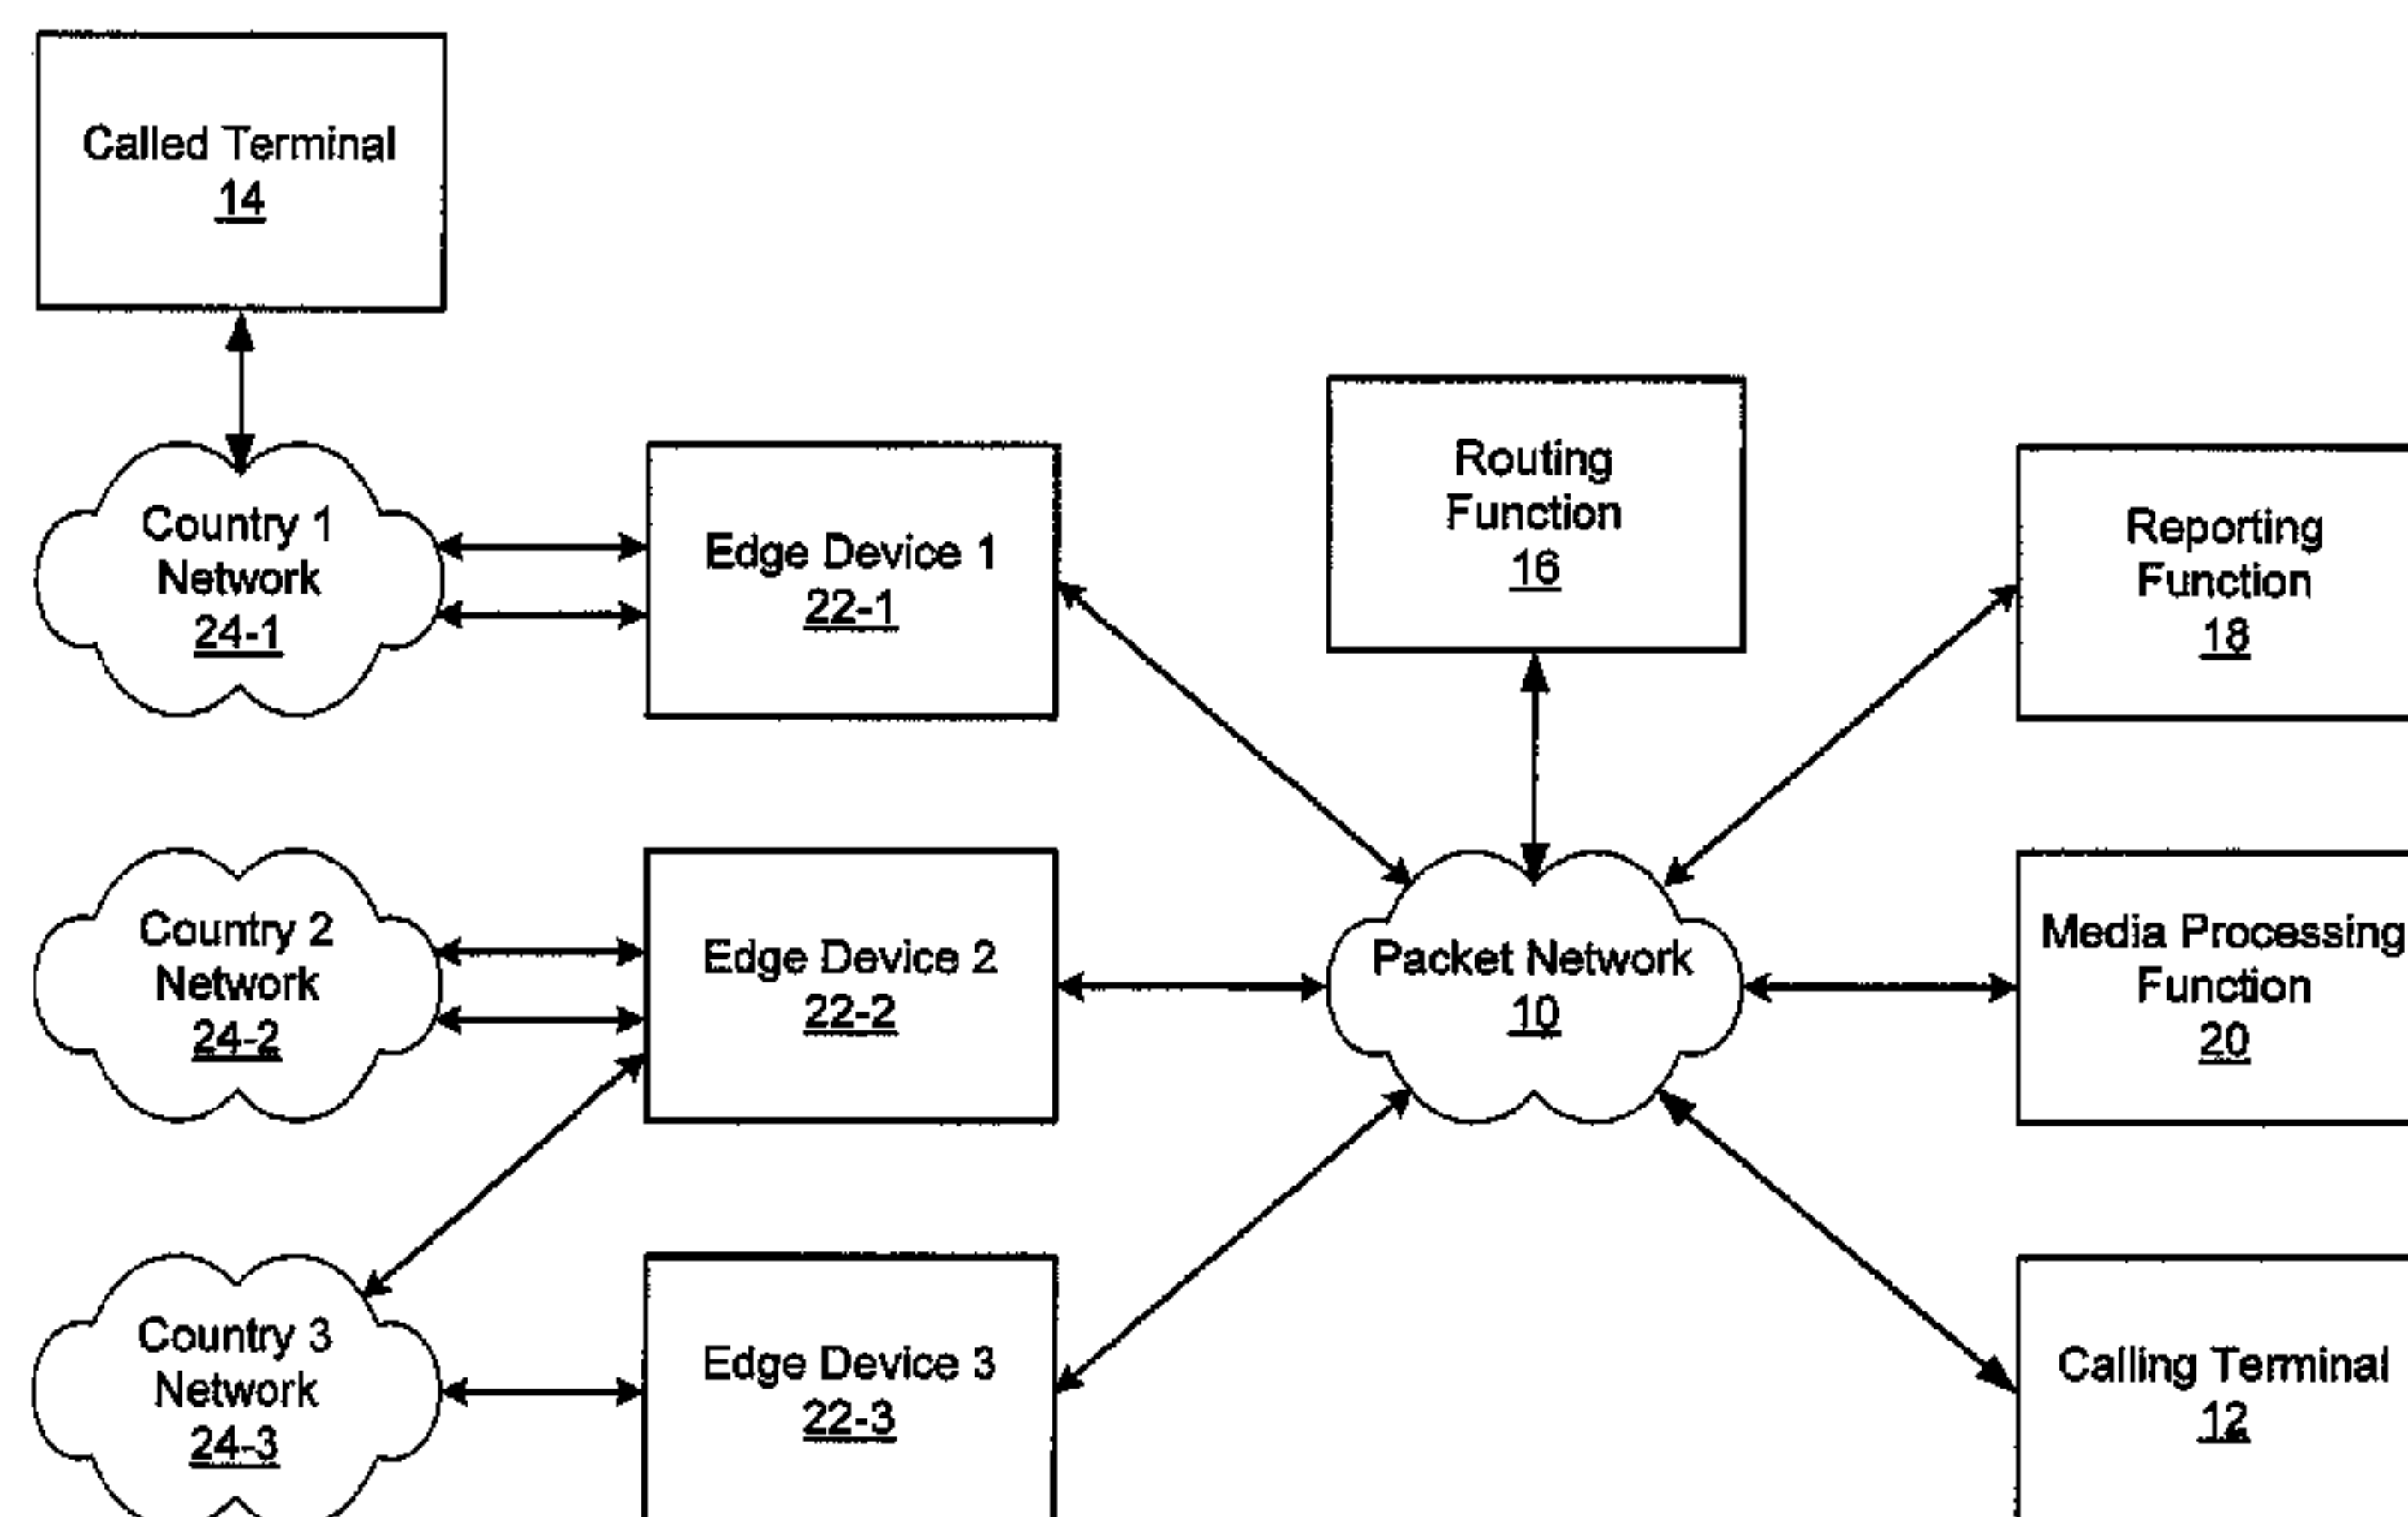 Called Terminal
14
Country 1
Network
24-1
Edge Device 1
22-1
Routing
Function
16
Reporting
Function
18
Country 2
Network
24-2
Edge Device 2
22-2
Packet Network
10
Media Processing
Function
20
Country 3
Network
24-3
Edge Device 3
22-3
Calling Terminal
12